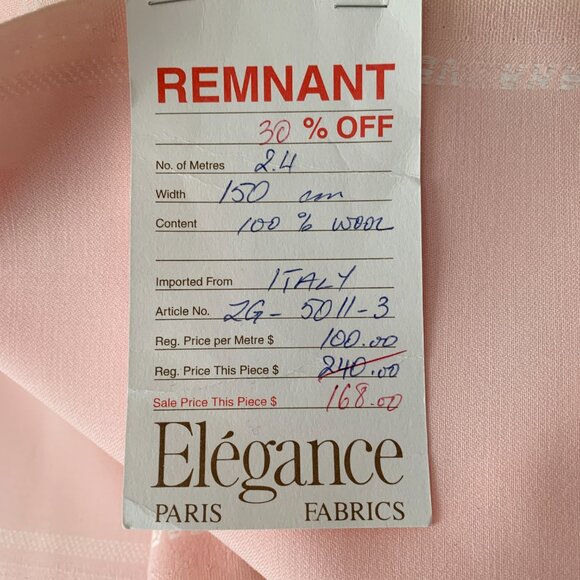 REMNANT
30 % OFF
No. of Metres 2.4
Width 150 cm
Content 100 % WOOL
Imported From ITALY
Article No. ZG-5011-3
Reg. Price per Metre $ 100.00
Reg. Price This Piece $ 240.00
Sale Price This Piece $ 168.00
Elégance
PARIS FABRICS